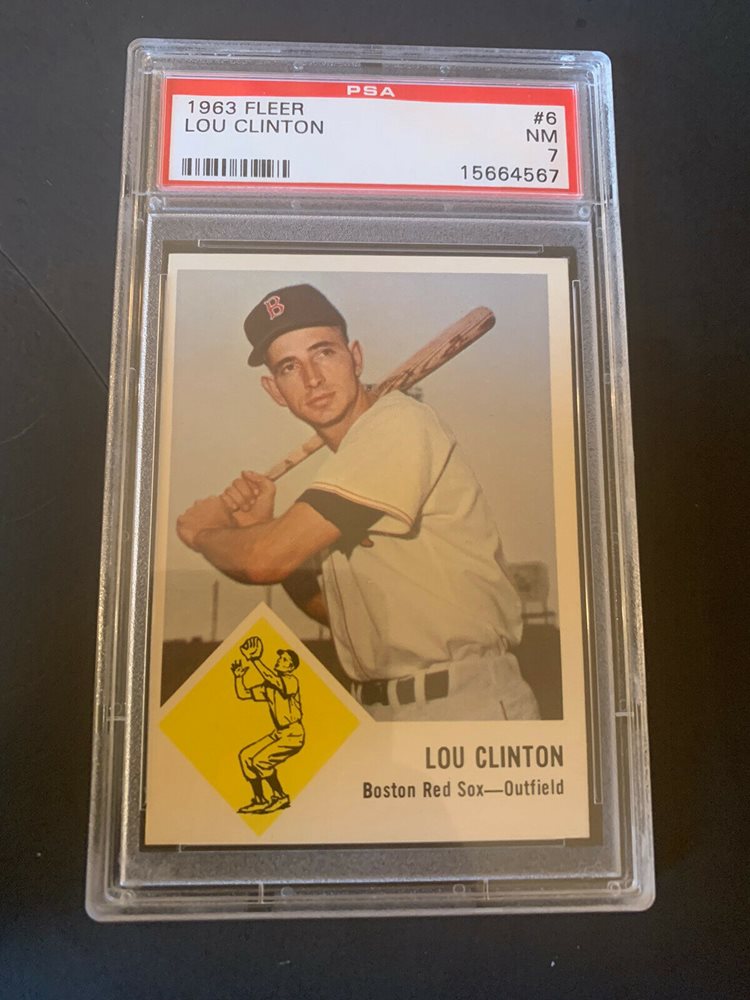 PSA
1963 FLEER #6
LOU CLINTON NM
7
15664567
B
LOU CLINTON
Boston Red Sox—Outfield